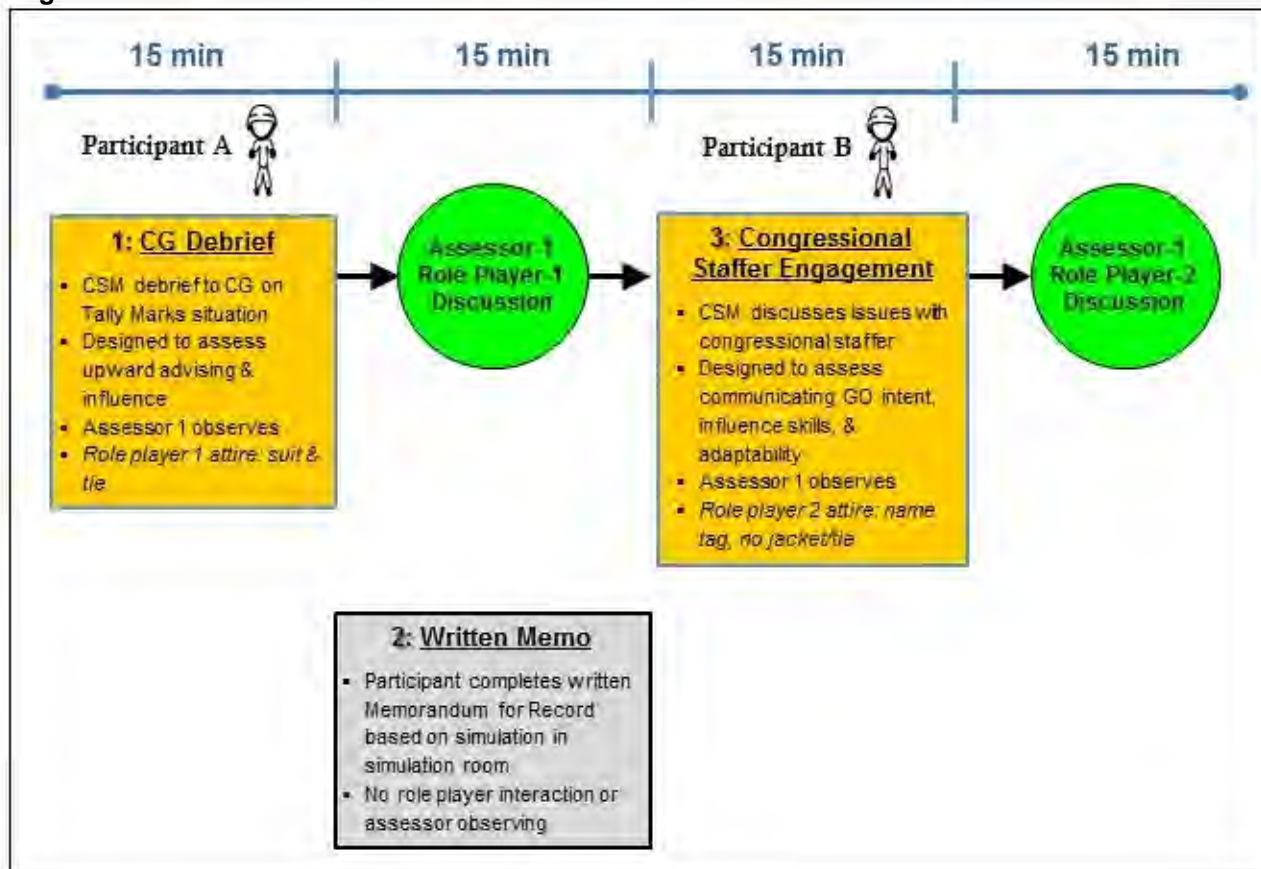 15 min
15 min
15 min
15 min
Participant A
Participant B
1: CG Debrief
▪ CSM debrief to CG on
Tally Marks situation
▪ Designed to assess
upward advising &
influence
▪ Assessor 1 observes
▪ Role player 1 attire: suit &
tie
Assessor-1
Role Player-1
Discussion
3: Congressional
Staffer Engagement
▪ CSM discusses issues with
congressional staffer
▪ Designed to assess
communicating GO intent,
influence skills, &
adaptability
▪ Assessor 1 observes
▪ Role player 2 attire: name
tag, no jacket/tie
Assessor-1
Role Player-2
Discussion
2: Written Memo
▪ Participant completes written
Memorandum for Record
based on simulation in
simulation room
▪ No role player interaction or
assessor observing